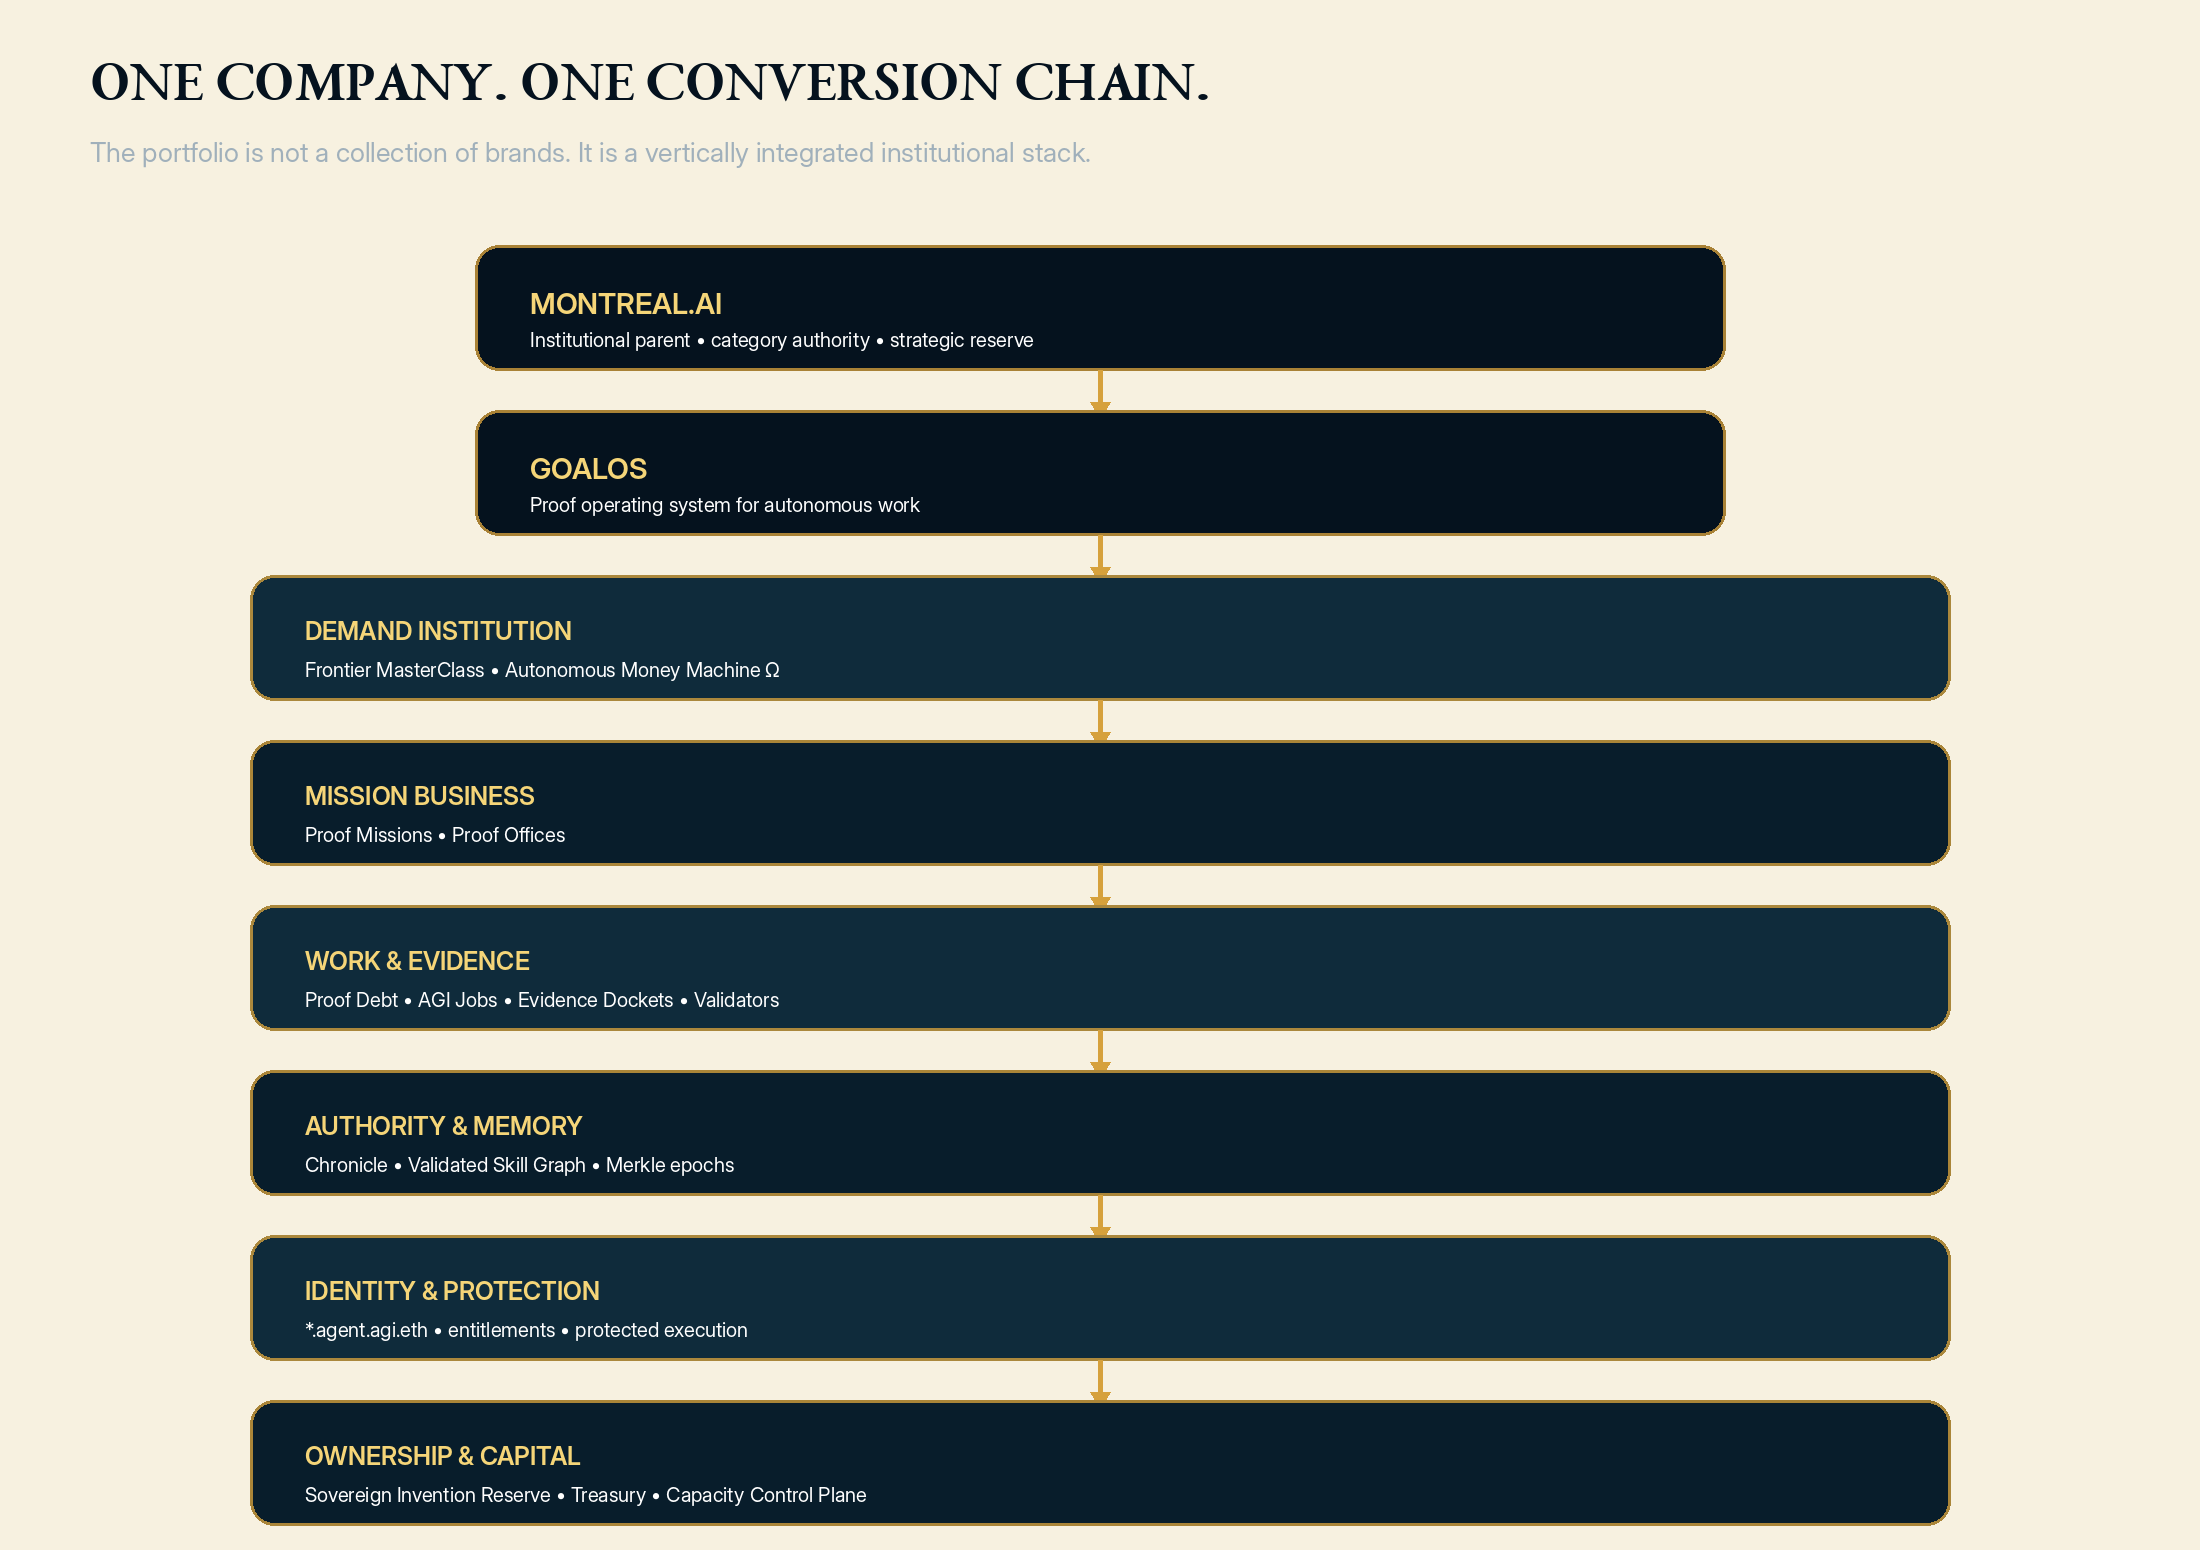 ONE COMPANY. ONE CONVERSION CHAIN.
The portfolio is not a collection of brands. It is a vertically integrated institutional stack.
MONTREAL.AI
Institutional parent • category authority • strategic reserve
GOALOS
Proof operating system for autonomous work
DEMAND INSTITUTION
Frontier MasterClass • Autonomous Money Machine Ω
MISSION BUSINESS
Proof Missions • Proof Offices
WORK & EVIDENCE
Proof Debt • AGI Jobs • Evidence Dockets • Validators
AUTHORITY & MEMORY
Chronicle • Validated Skill Graph • Merkle epochs
IDENTITY & PROTECTION
*.agent.agi.eth • entitlements • protected execution
OWNERSHIP & CAPITAL
Sovereign Invention Reserve • Treasury • Capacity Control Plane